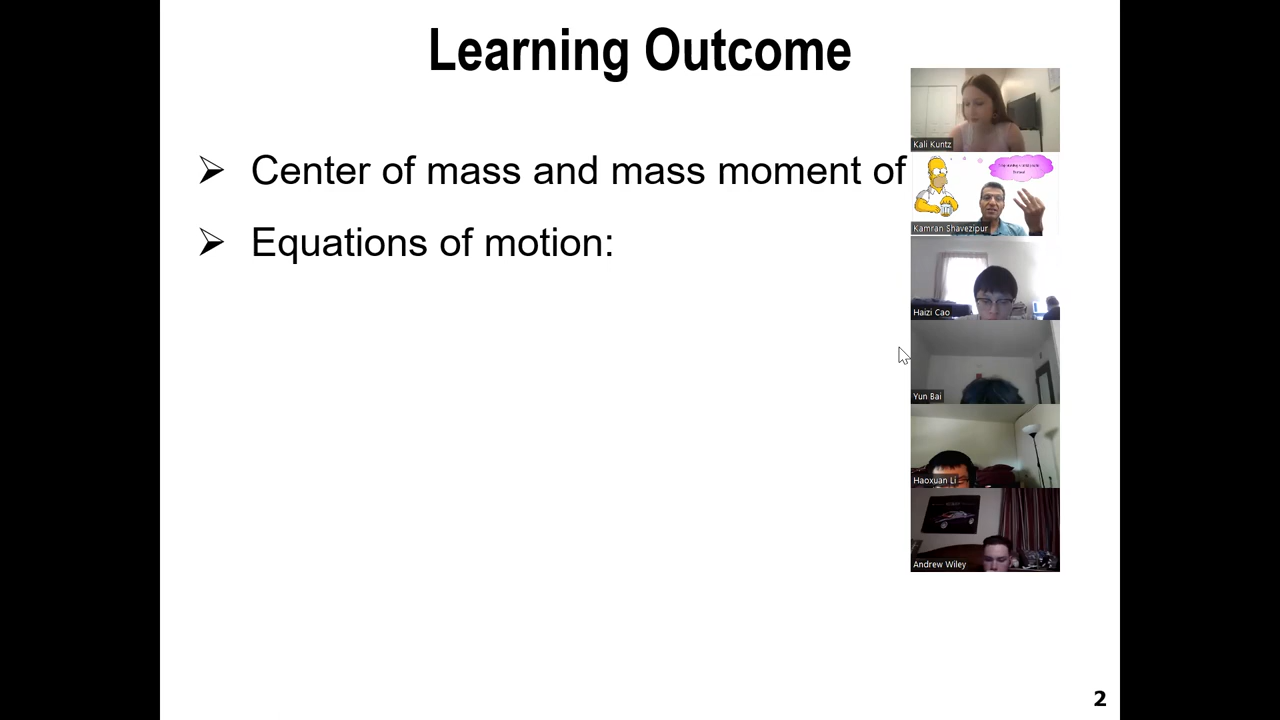 Learning Outcome
Center of mass and mass moment of
Equations of motion:
Kali Kuntz
Kamran Shavezipur
Haizi Cao
Yun Bai
Haoxuan Li
Andrew Wiley
2